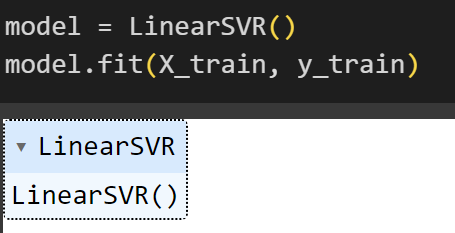 model = LinearSVR()
model.fit(X_train, y_train)
▾ LinearSVR
LinearSVR()